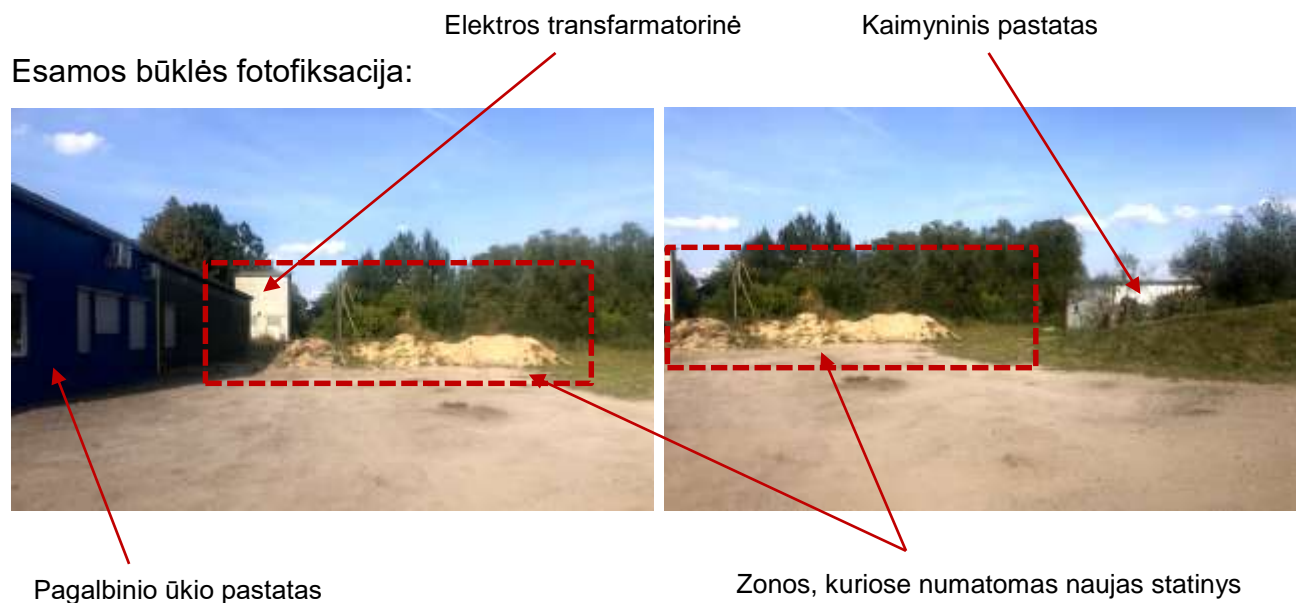 Elektros transfarmatorinė
Kaimyninis pastatas
Esamos būklės fotofiksacija:
Pagalbinio ūkio pastatas
Zonos, kuriose numatomas naujas statinys